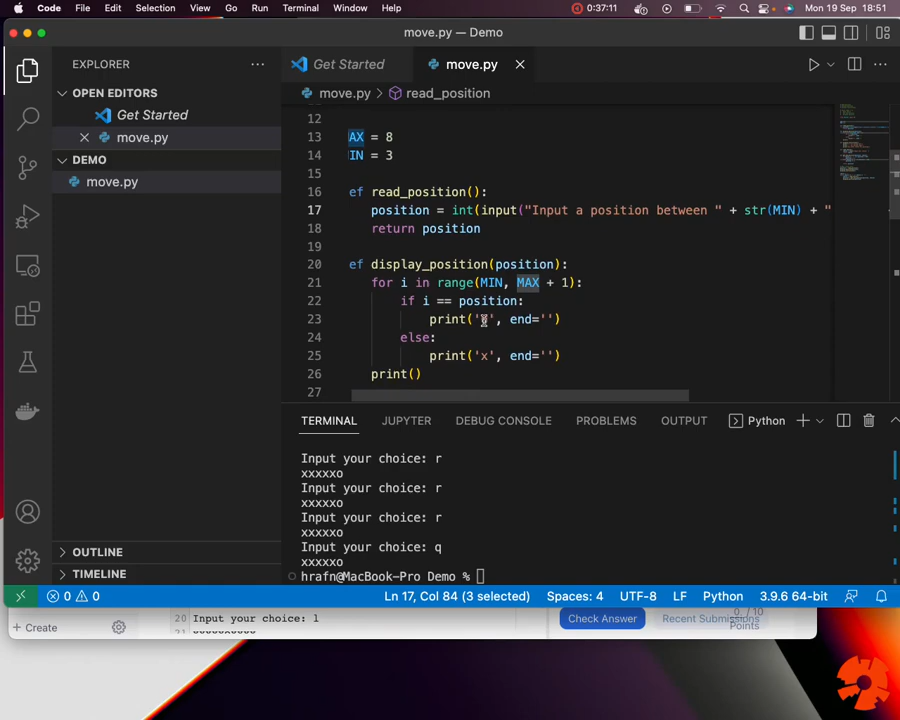 Code File Edit Selection View Go Run Terminal Window Help 0:37:11 Mon 19 Sep 18:51
move.py — Demo
EXPLORER
Get Started
move.py
OPEN EDITORS
move.py > read_position
Get Started
move.py
DEMO
move.py
12
13 AX = 8
14 IN = 3
15
16 ef read_position():
17 position = int(input("Input a position between " + str(MIN) + "
18 return position
19
20 ef display_position(position):
21 for i in range(MIN, MAX + 1):
22 if i == position:
23 print('o', end='')
24 else:
25 print('x', end='')
26 print()
27
TERMINAL JUPYTER DEBUG CONSOLE PROBLEMS OUTPUT Python
Input your choice: r
xxxxxo
Input your choice: r
xxxxxo
Input your choice: r
xxxxxo
Input your choice: q
xxxxxo
hrafn@MacBook-Pro Demo %
OUTLINE
TIMELINE
0 0 Ln 17, Col 84 (3 selected) Spaces: 4 UTF-8 LF Python 3.9.6 64-bit
Create
20 Input your choice: l
21
Check Answer
Recent Submissions
0. / 10
Points